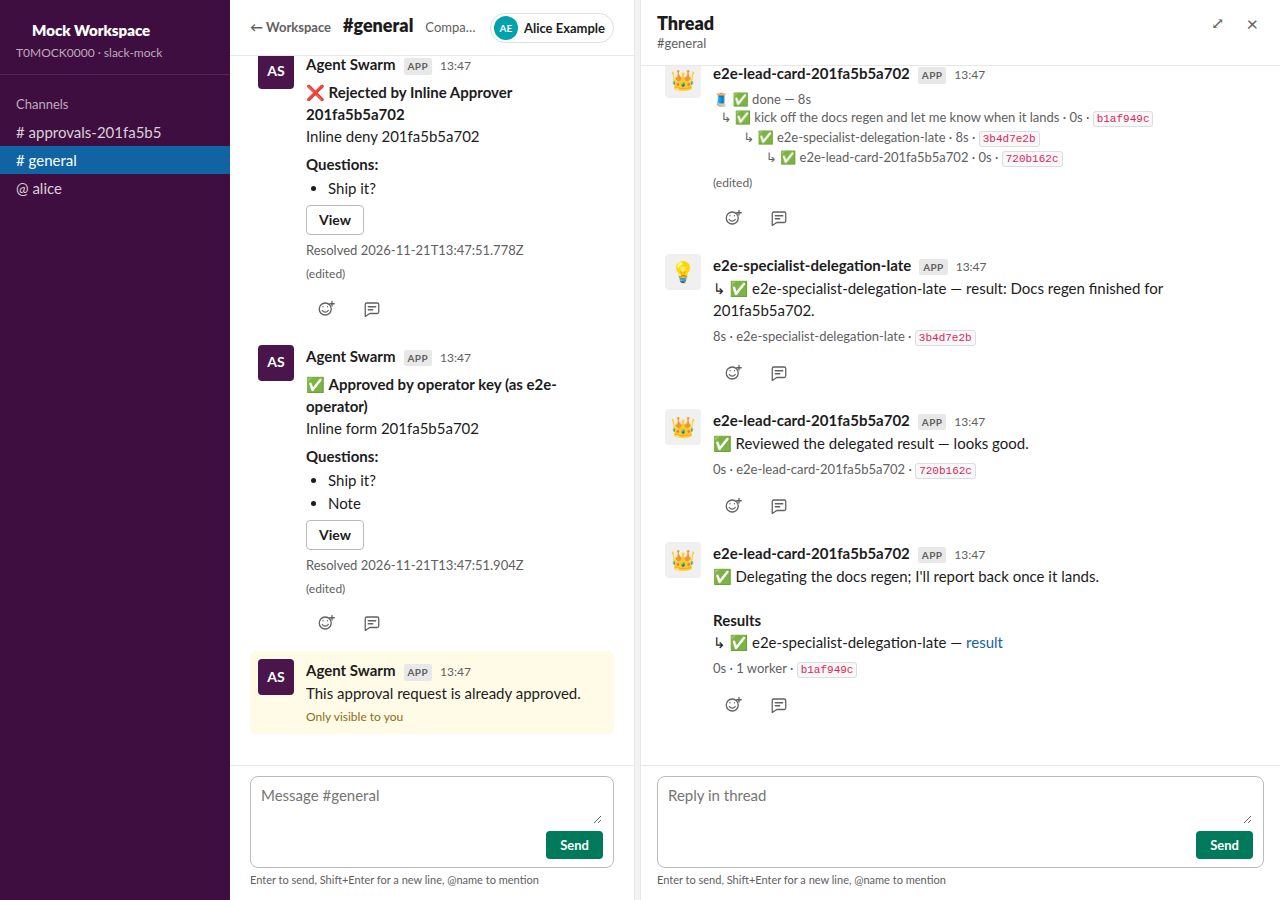 Mock Workspace
T0MOCK0000 · slack-mock
Channels
# approvals-201fa5b5
# general
@ alice
← Workspace #general Compa... AE Alice Example
AS Agent Swarm APP 13:47
❌ Rejected by Inline Approver
201fa5b5a702
Inline deny 201fa5b5a702
Questions:
• Ship it?
View
Resolved 2026-11-21T13:47:51.778Z
(edited)
AS Agent Swarm APP 13:47
✅ Approved by operator key (as e2e-
operator)
Inline form 201fa5b5a702
Questions:
• Ship it?
• Note
View
Resolved 2026-11-21T13:47:51.904Z
(edited)
AS Agent Swarm APP 13:47
This approval request is already approved.
Only visible to you
Message #general
Send
Enter to send, Shift+Enter for a new line, @name to mention
Thread
#general
e2e-lead-card-201fa5b5a702 APP 13:47
🧵 ✅ done — 8s
↳ ✅ kick off the docs regen and let me know when it lands · 0s · b1af949c
↳ ✅ e2e-specialist-delegation-late · 8s · 3b4d7e2b
↳ ✅ e2e-lead-card-201fa5b5a702 · 0s · 720b162c
(edited)
e2e-specialist-delegation-late APP 13:47
↳ ✅ e2e-specialist-delegation-late — result: Docs regen finished for
201fa5b5a702.
8s · e2e-specialist-delegation-late · 3b4d7e2b
e2e-lead-card-201fa5b5a702 APP 13:47
✅ Reviewed the delegated result — looks good.
0s · e2e-lead-card-201fa5b5a702 · 720b162c
e2e-lead-card-201fa5b5a702 APP 13:47
✅ Delegating the docs regen; I'll report back once it lands.
Results
↳ ✅ e2e-specialist-delegation-late — result
0s · 1 worker · b1af949c
Reply in thread
Send
Enter to send, Shift+Enter for a new line, @name to mention